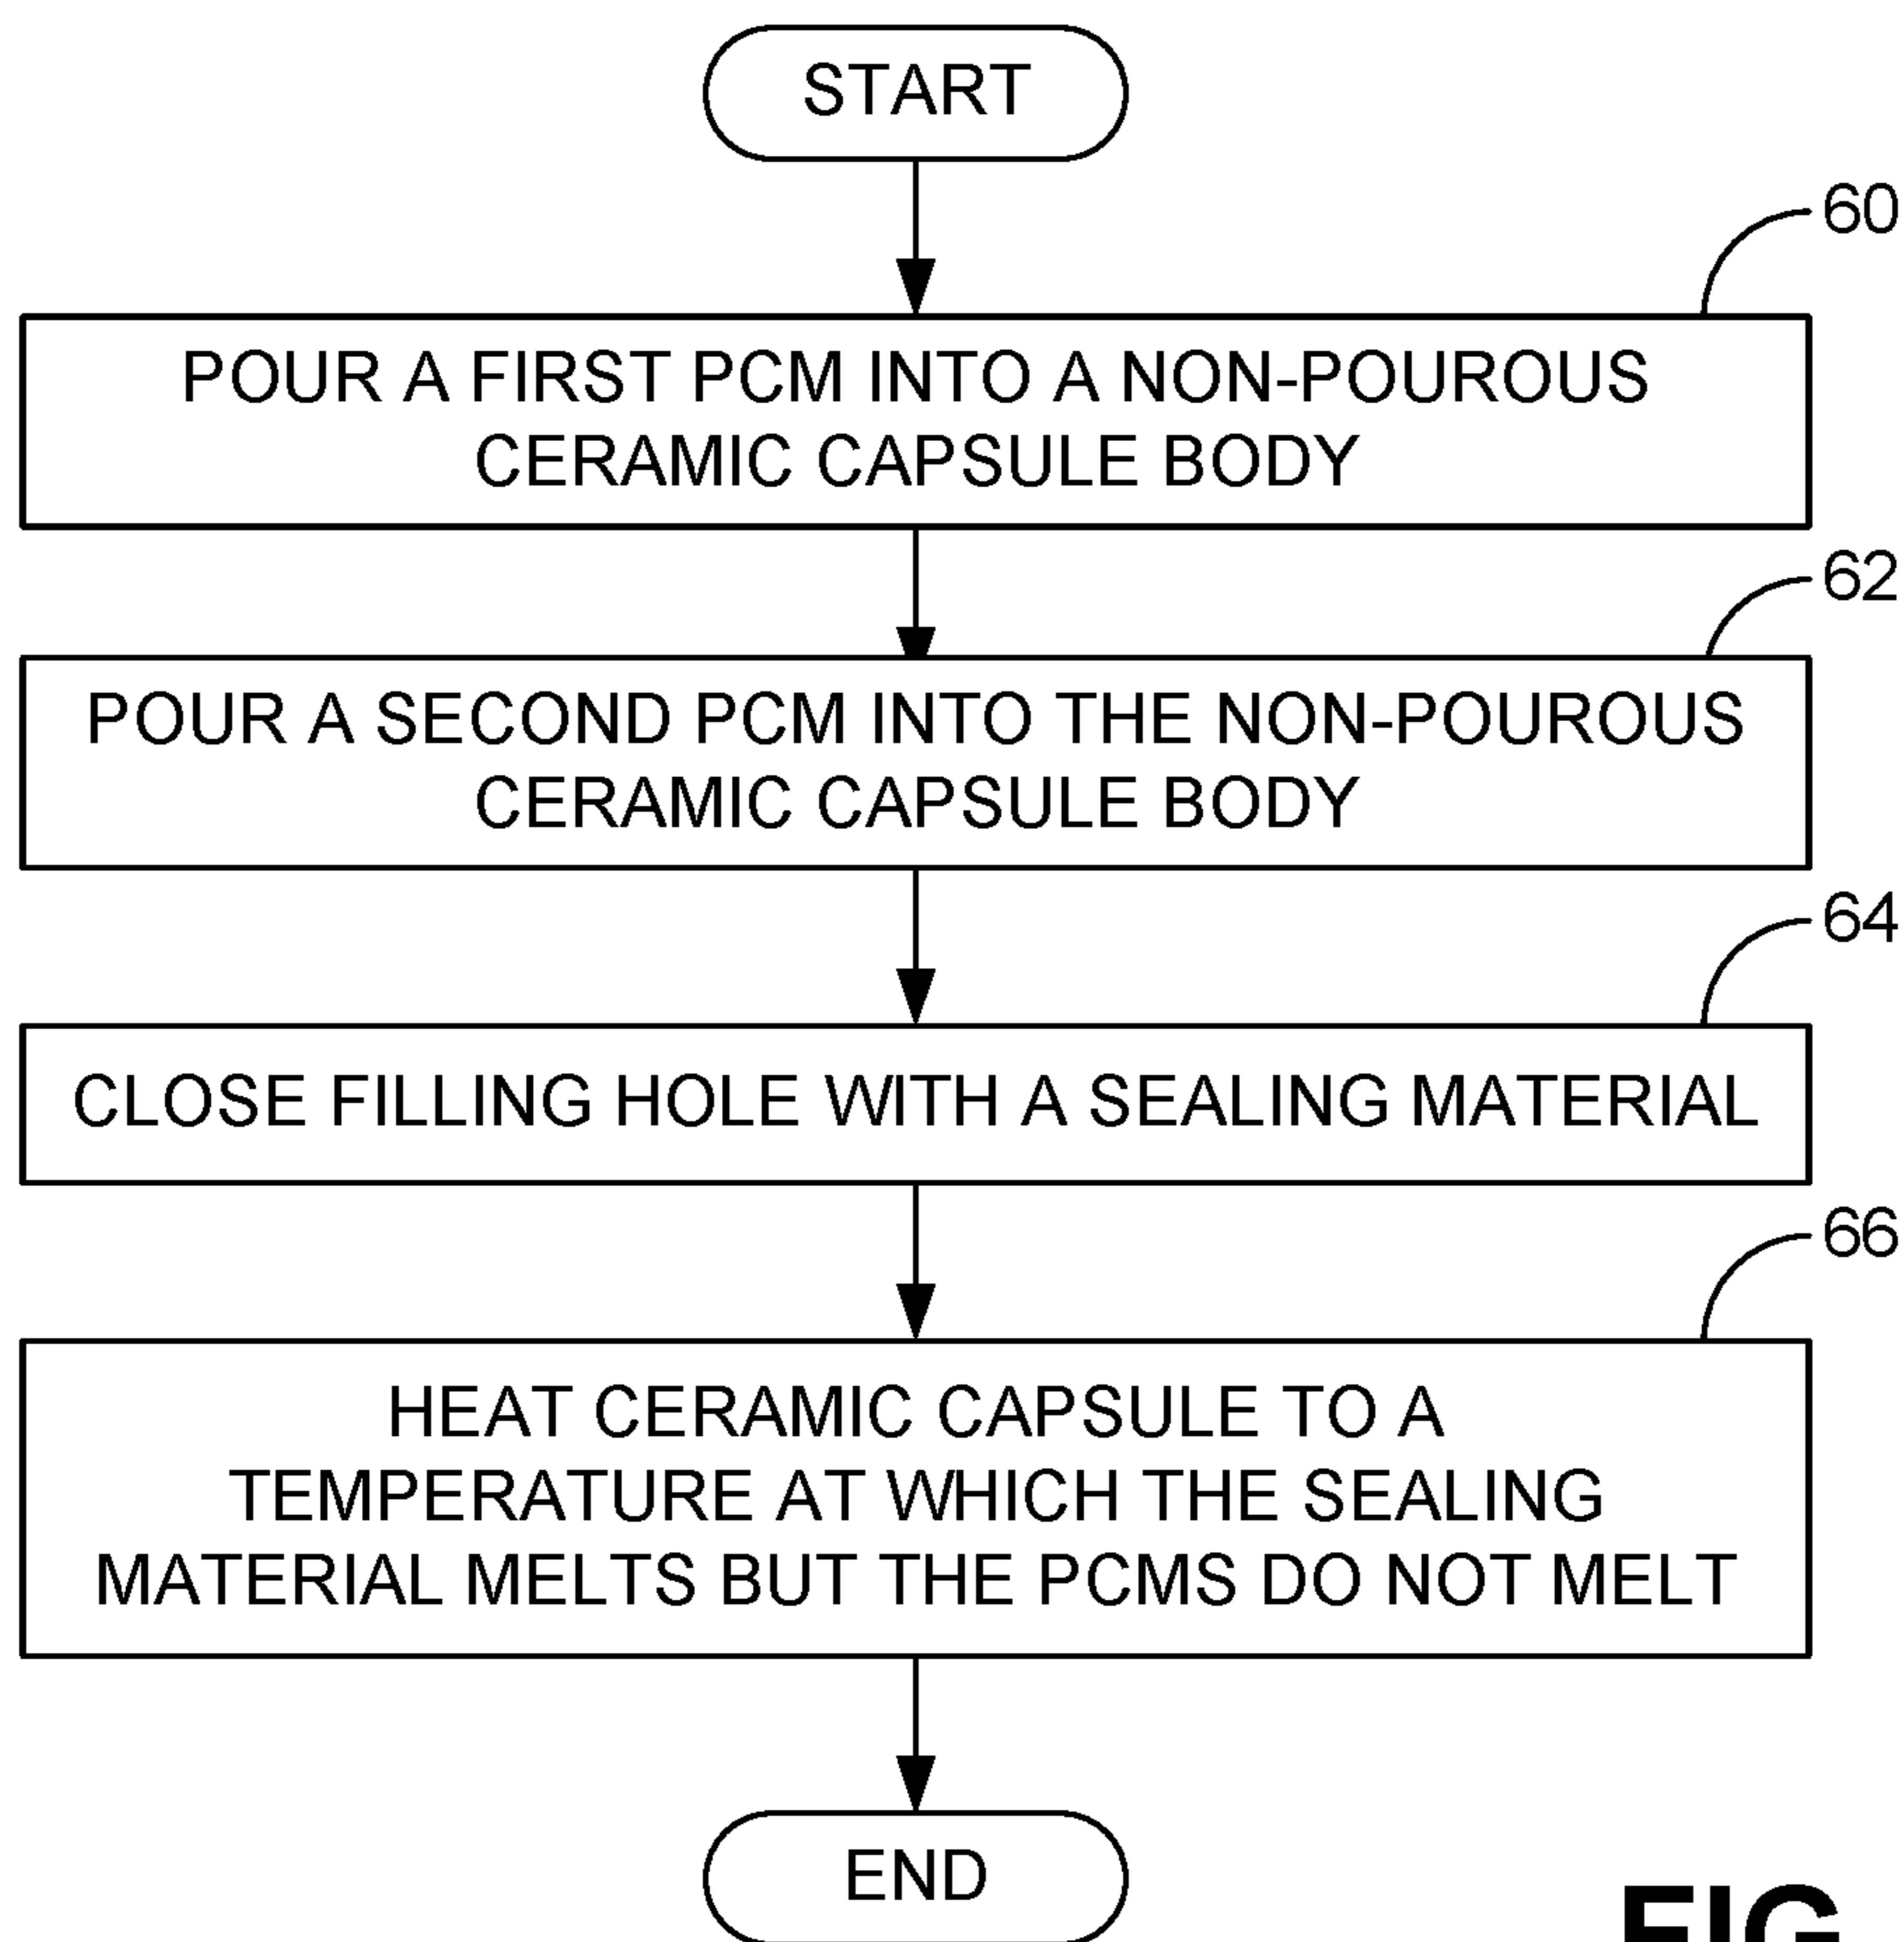 START
60
POUR A FIRST PCM INTO A NON-POUROUS
CERAMIC CAPSULE BODY
62
POUR A SECOND PCM INTO THE NON-POUROUS
CERAMIC CAPSULE BODY
64
CLOSE FILLING HOLE WITH A SEALING MATERIAL
66
HEAT CERAMIC CAPSULE TO A
TEMPERATURE AT WHICH THE SEALING
MATERIAL MELTS BUT THE PCMS DO NOT MELT
END
FIG